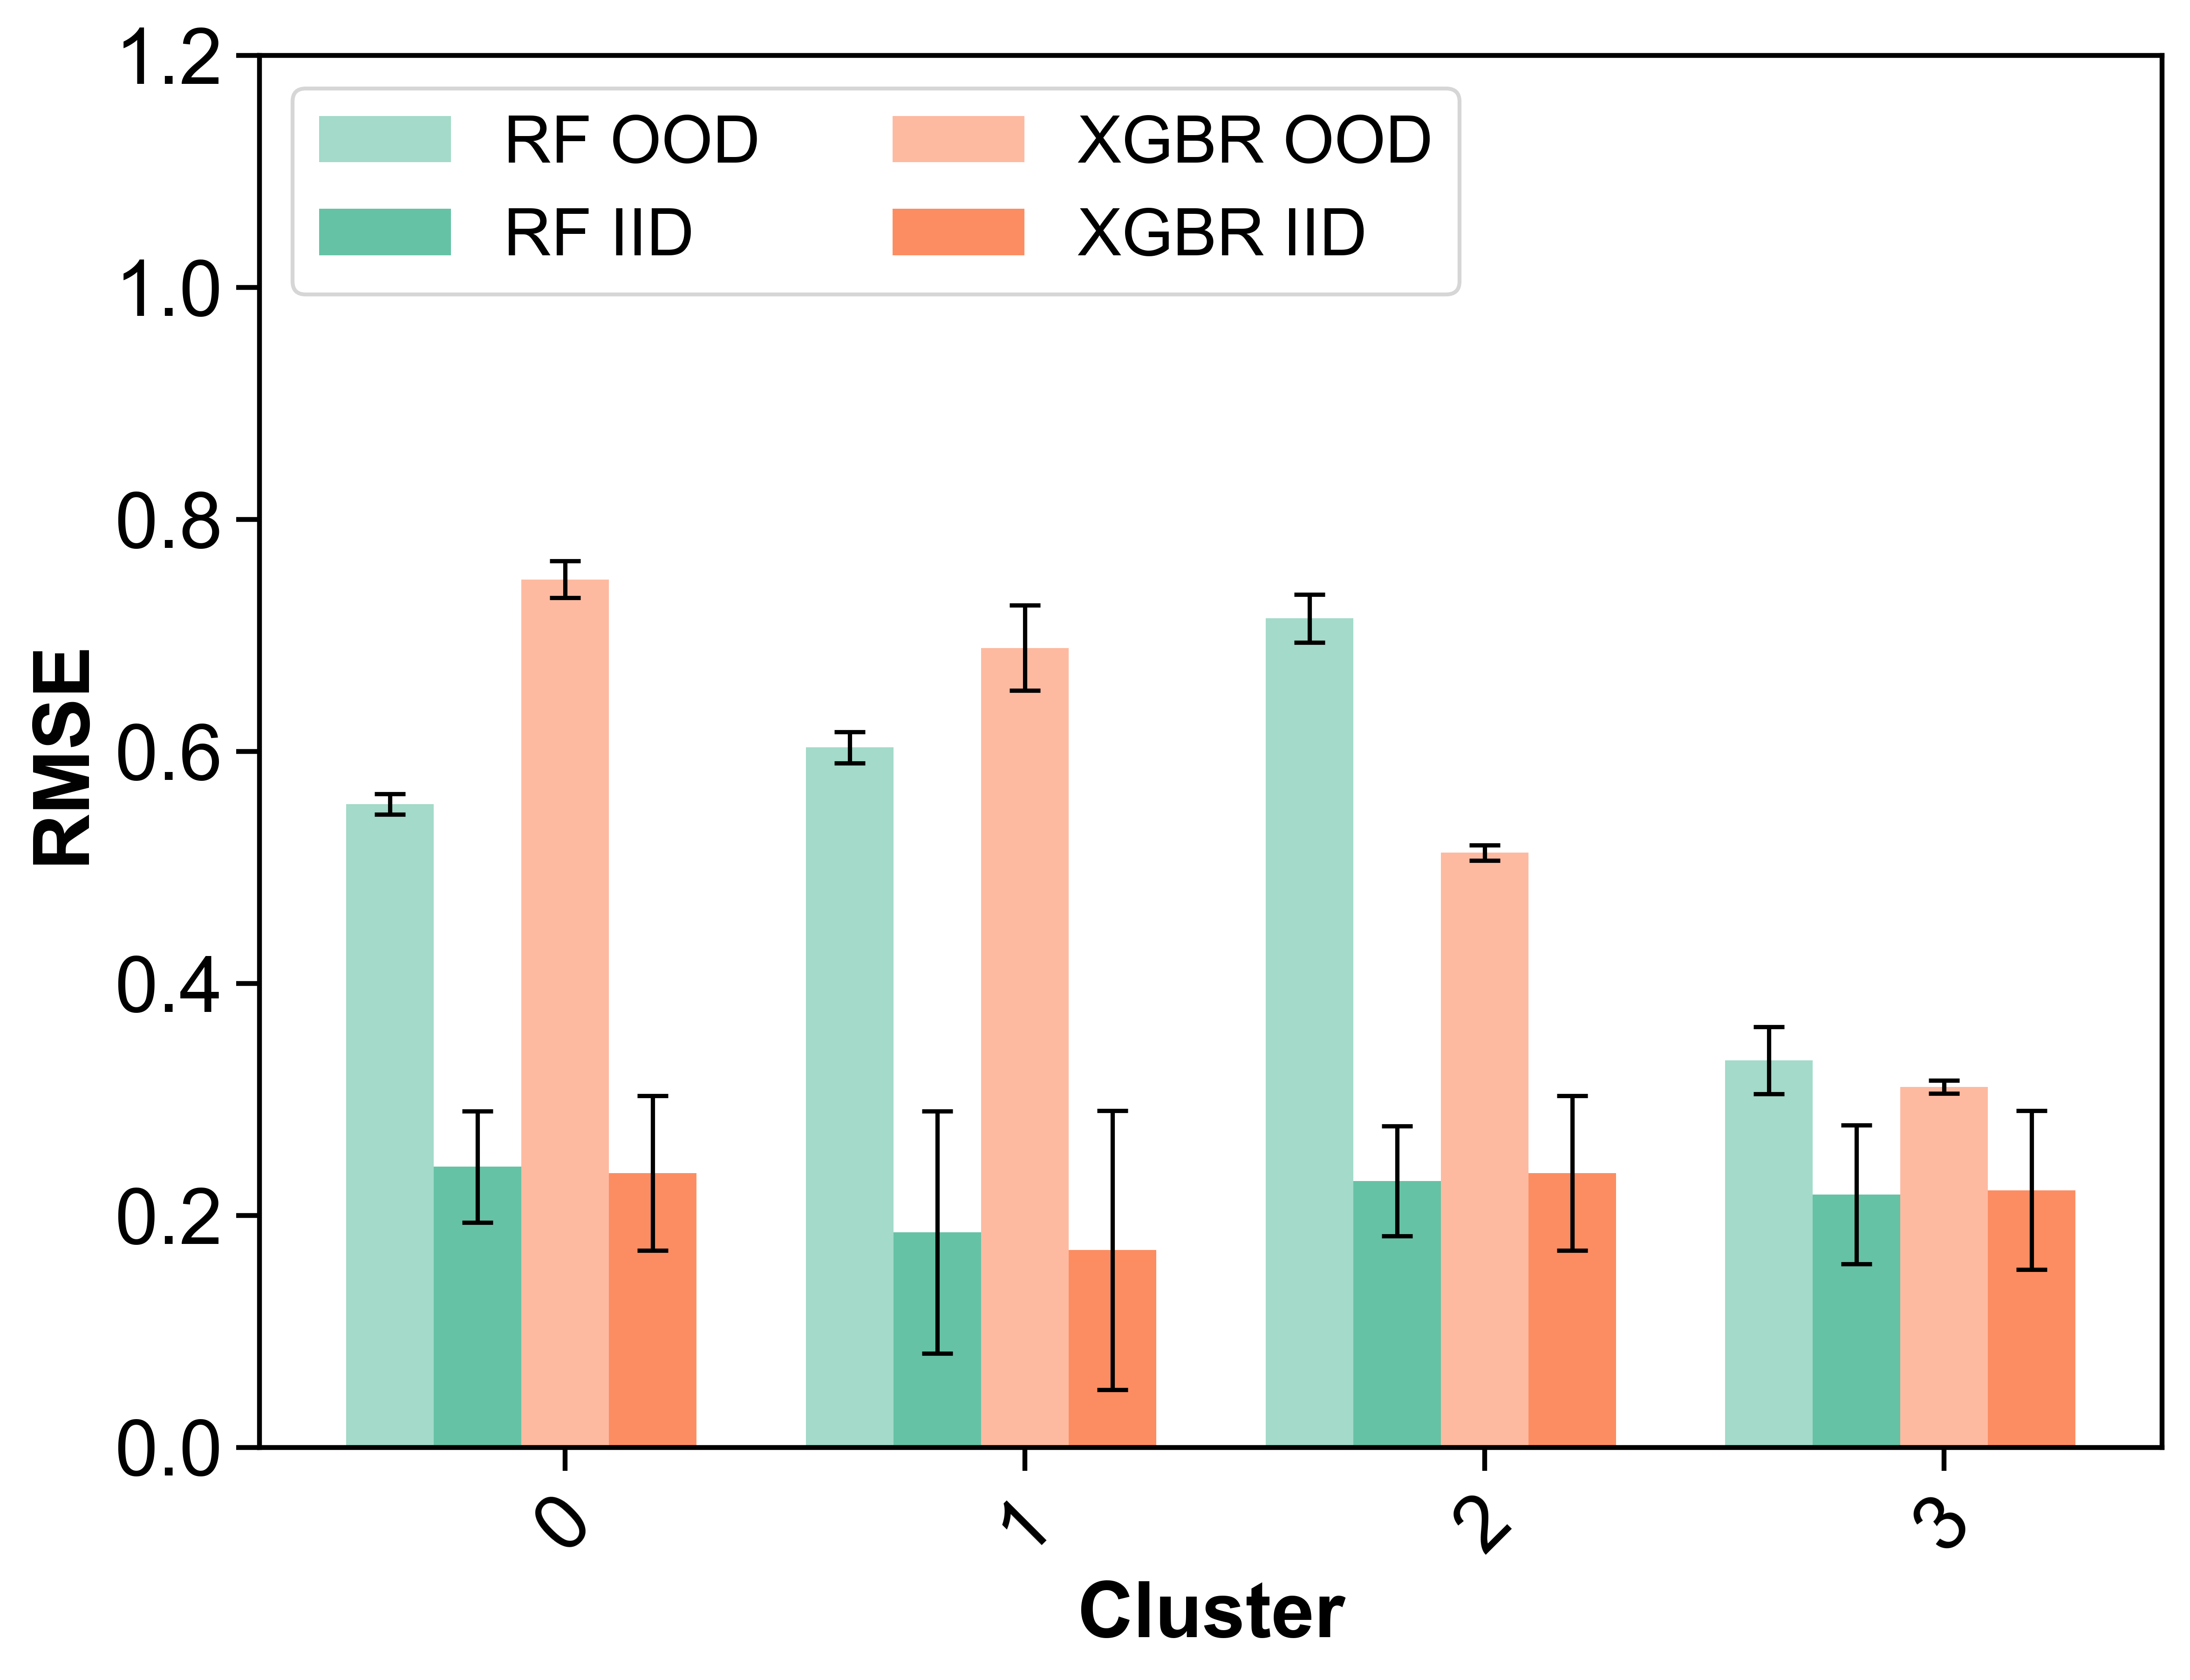 RF OOD
RF IID
XGBR OOD
XGBR IID
RMSE
1.2
1.0
0.8
0.6
0.4
0.2
0.0
0
1
2
3
Cluster